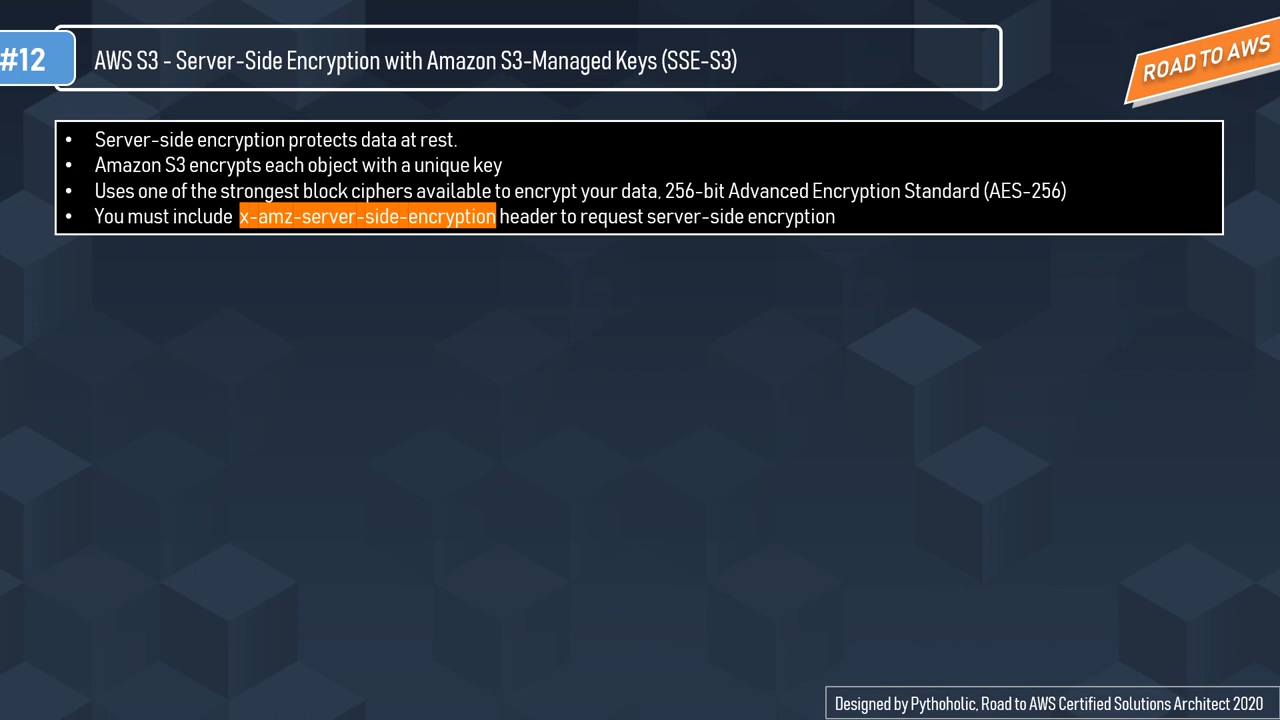 #12
AWS S3 - Server-Side Encryption with Amazon S3-Managed Keys (SSE-S3)
ROAD TO AWS
• Server-side encryption protects data at rest.
• Amazon S3 encrypts each object with a unique key
• Uses one of the strongest block ciphers available to encrypt your data, 256-bit Advanced Encryption Standard (AES-256)
• You must include x-amz-server-side-encryption header to request server-side encryption
Designed by Pythoholic, Road to AWS Certified Solutions Architect 2020